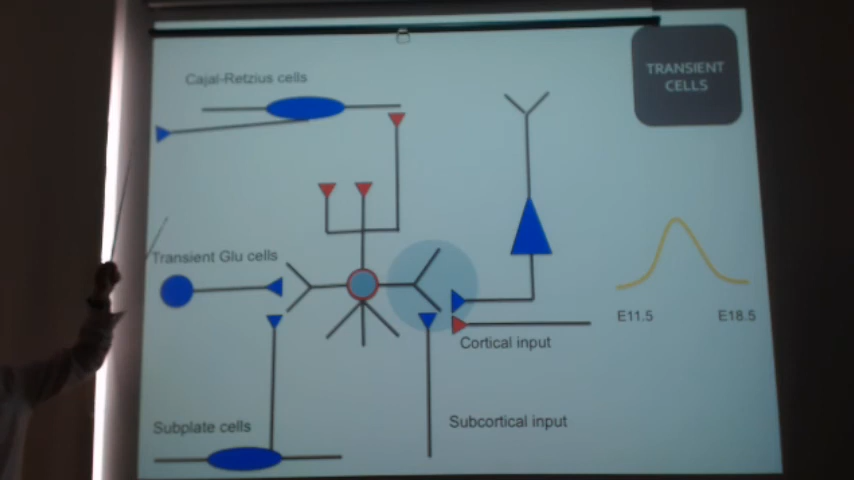 Cajal-Retzius cells
TRANSIENT
CELLS
Transient Glu cells
E11.5
E18.5
Cortical input
Subcortical input
Subplate cells